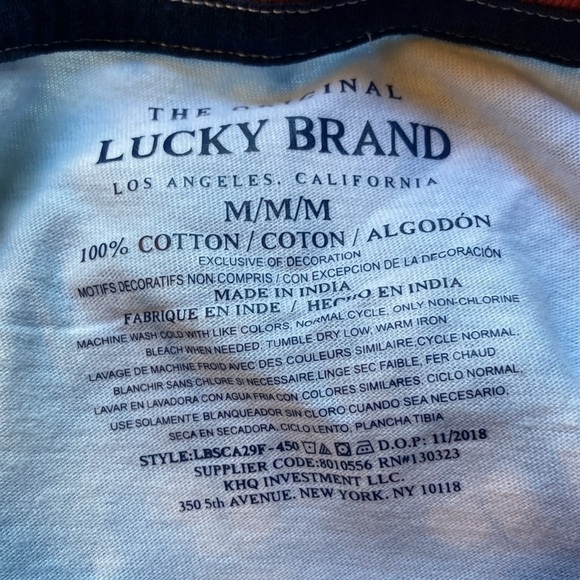 THE ORIGINAL
LUCKY BRAND
LOS ANGELES, CALIFORNIA
M/M/M
100% COTTON / COTON / ALGODÓN
EXCLUSIVE OF DECORATION
MOTIFS DECORATIFS NON COMPRIS / CON EXCEPCION DE LA DECORACIÓN
MADE IN INDIA
FABRIQUE EN INDE / HECHO EN INDIA
MACHINE WASH COLD WITH LIKE COLORS, NORMAL CYCLE, ONLY NON-CHLORINE
BLEACH WHEN NEEDED. TUMBLE DRY LOW, WARM IRON
LAVAGE DE MACHINE FROID AVEC DES COULEURS SIMILAIRE,CYCLE NORMAL.
BLANCHIR SANS CHLORE SI NECESSAIRE,LINGE SEC FAIBLE, FER CHAUD
LAVAR EN LAVADORA CON AGUA FRIA CON COLORES SIMILARES, CICLO NORMAL.
USE SOLAMENTE BLANQUEADOR SIN CLORO CUANDO SEA NECESARIO.
SECA EN SECADORA, CICLO LENTO, PLANCHA TIBIA
STYLE:LBSCA29F-450 D.O.P: 11/2018
SUPPLIER CODE:8010556 RN#130323
KHQ INVESTMENT LLC.
350 5th AVENUE. NEW YORK. NY 10118